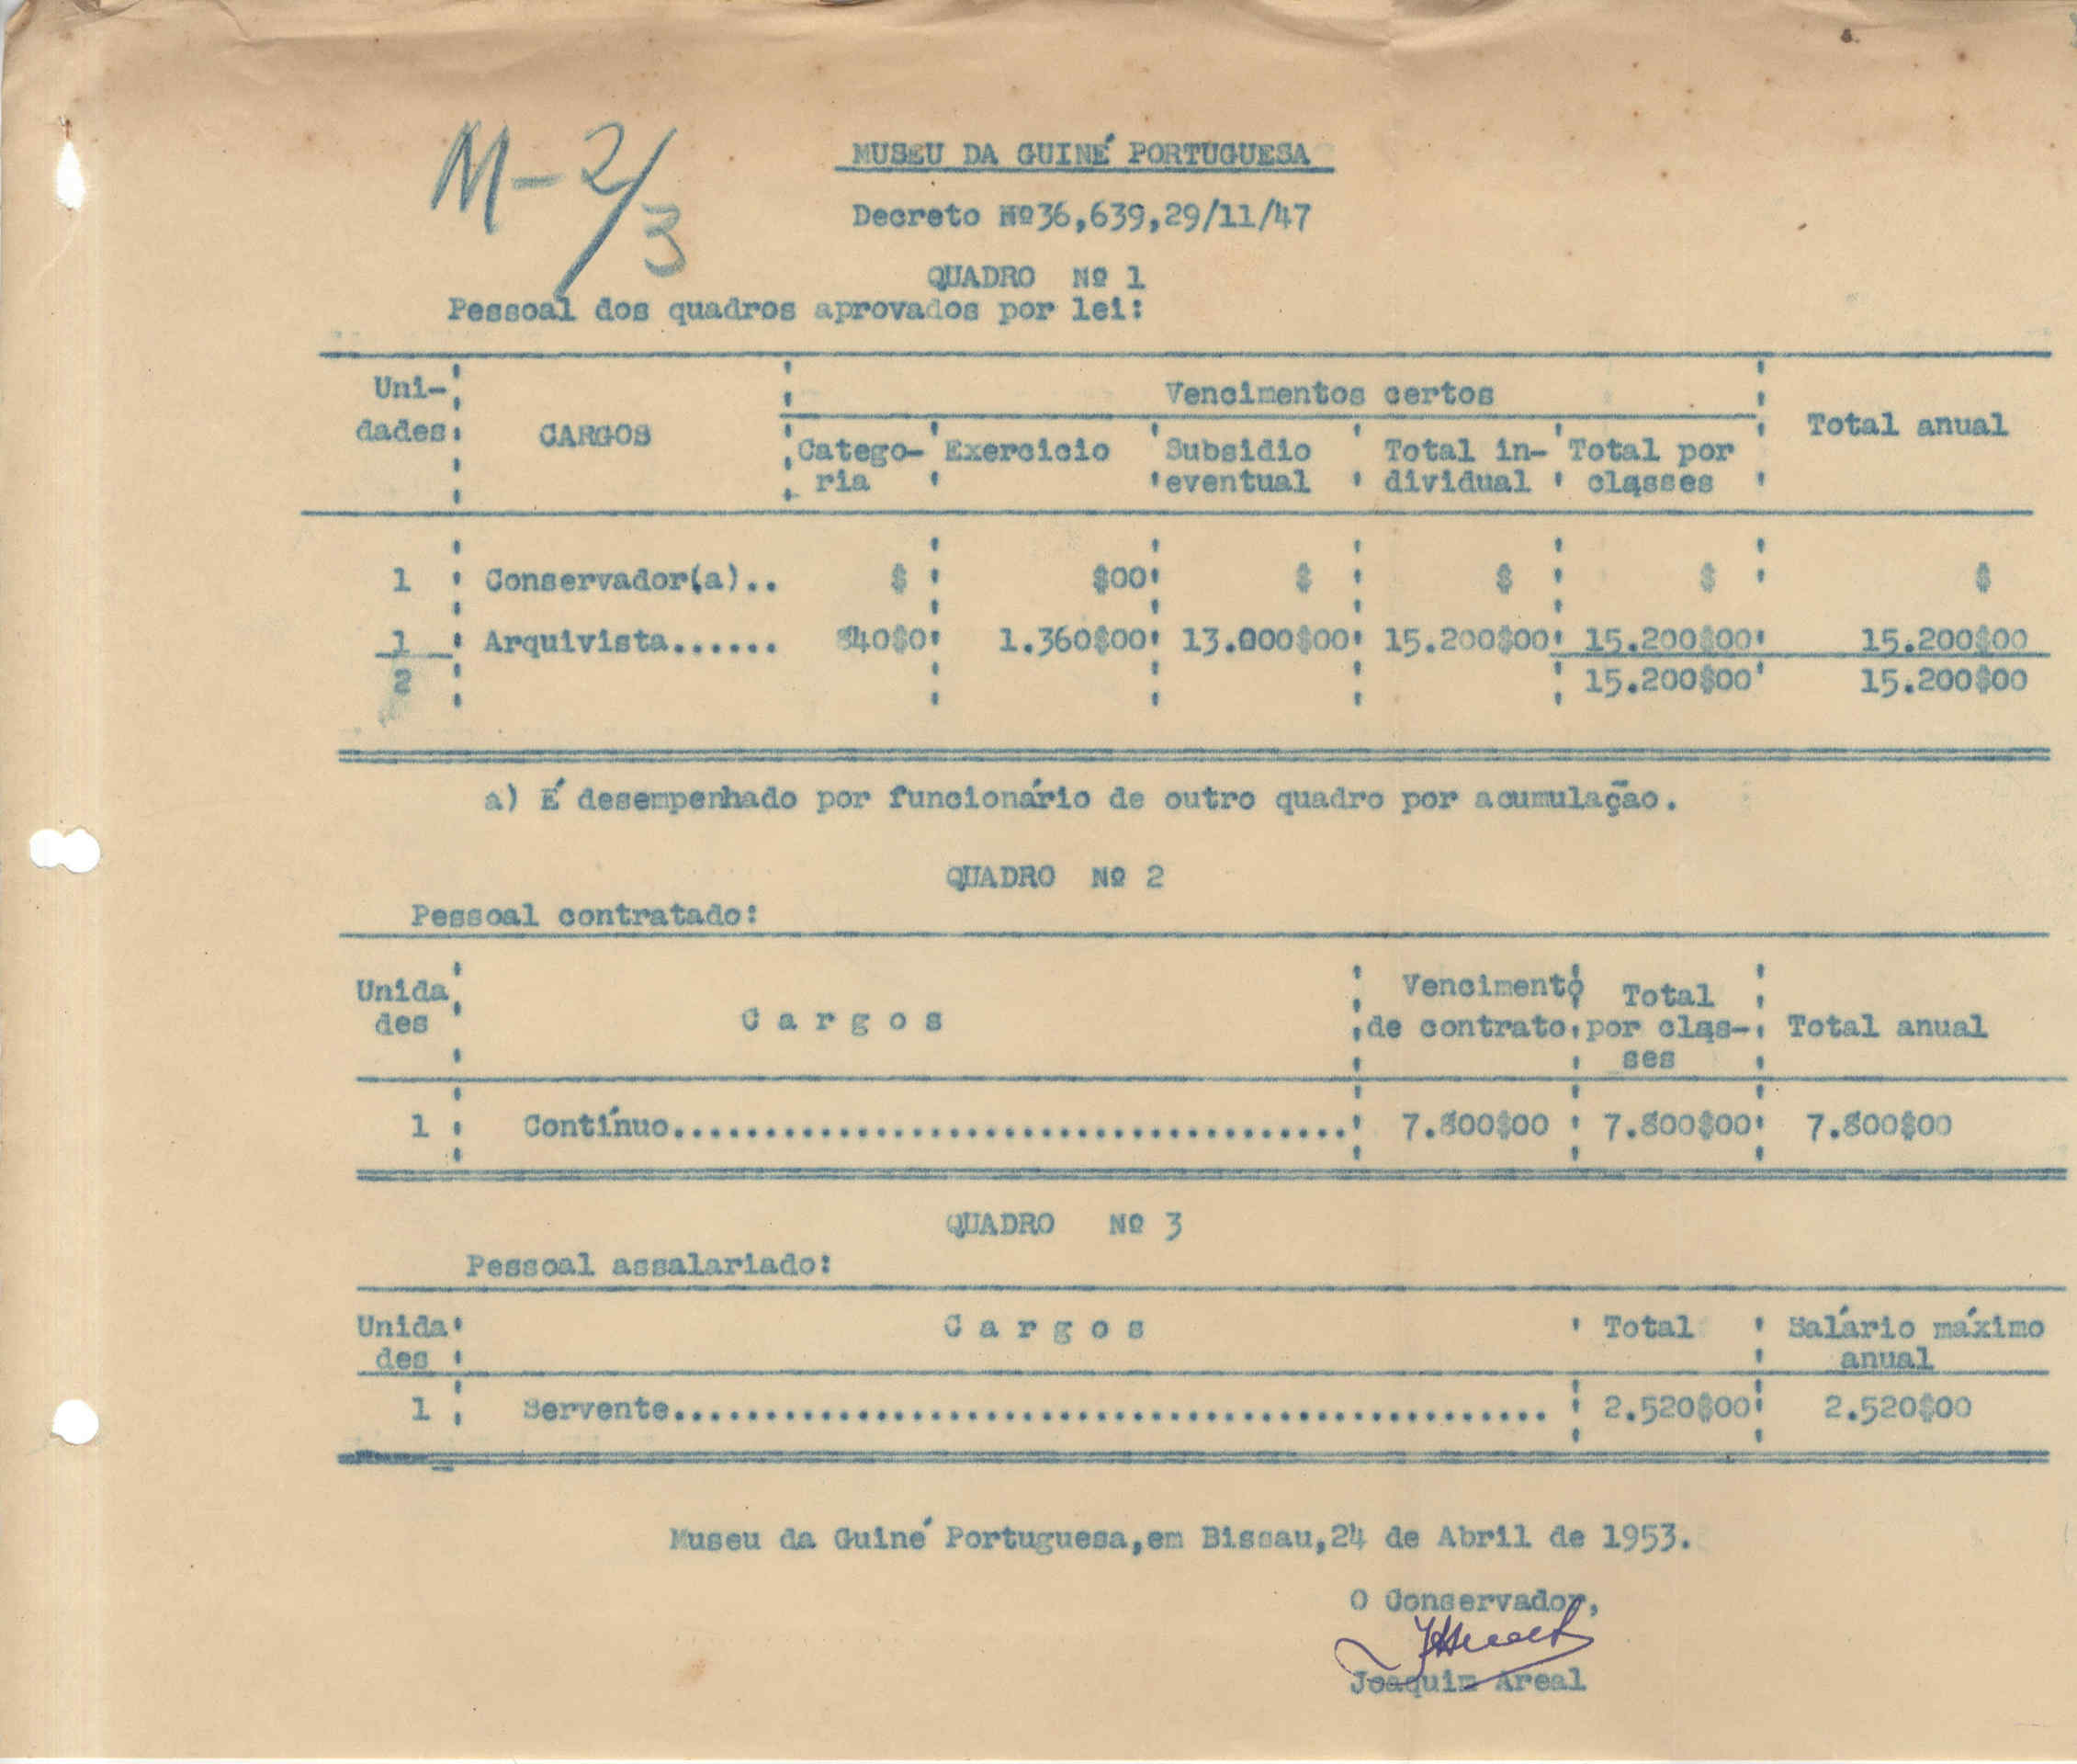 M-2/3
MUSEU DA GUINÉ PORTUGUESA
Decreto Nº36,639,29/11/47
QUADRO Nº 1
Pessoal dos quadros aprovados por lei:
Uni-
dades
CARGOS
Vencimentos certos
Total anual
Catego-
ria
Exercicio
Subsidio
eventual
Total in-
dividual
Total por
classes
1 Conservador(a).. $ $00 $ $ $ $
1 Arquivista...... 840$0 1.360$00 13.000$00 15.200$00 15.200$00 15.200$00
2 15.200$00 15.200$00
a) É desempenhado por funcionário de outro quadro por acumulação.
QUADRO Nº 2
Pessoal contratado:
Unida
des
Cargos
Vencimento
de contrato
Total
por clas-
ses
Total anual
1 Contínuo..................................... 7.800$00 7.800$00 7.800$00
QUADRO Nº 3
Pessoal assalariado:
Unida
des
Cargos
Total
Salário máximo
anual
1 Servente................................................ 2.520$00 2.520$00
Museu da Guiné Portuguesa,em Bissau,24 de Abril de 1953.
O Conservador,
Joaquim Areal